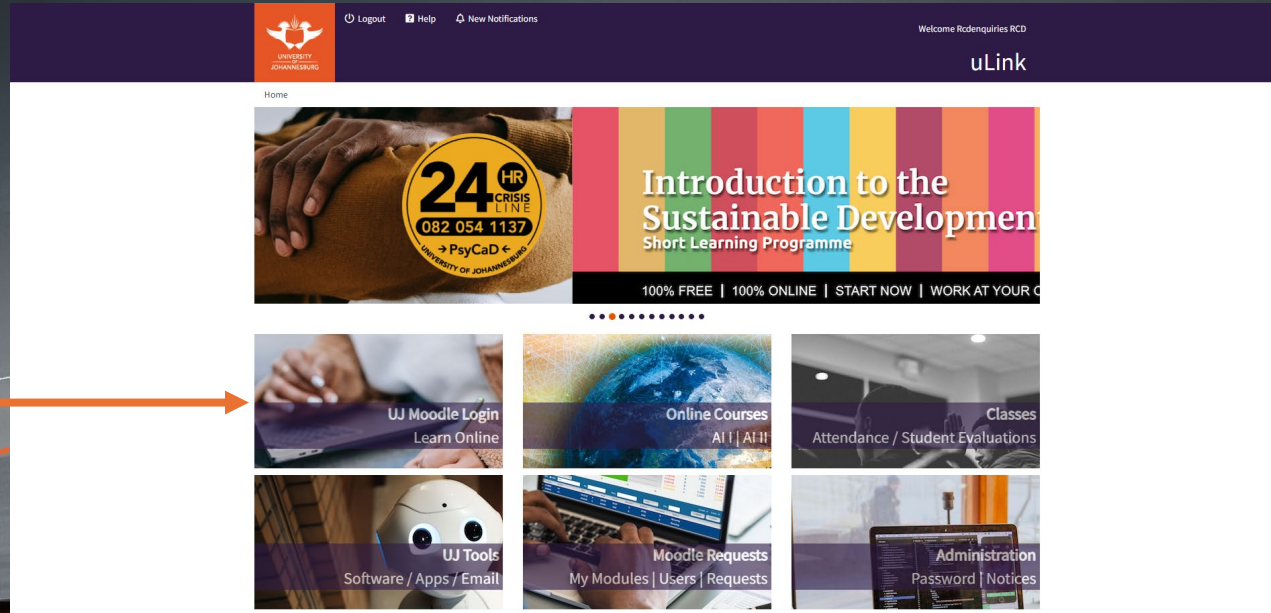 Logout
Help
New Notifications
Welcome Rcdenquiries RCD
UNIVERSITY
OF
JOHANNESBURG
uLink
Home
24 HR
CRISIS
LINE
082 054 1137
PsyCaD
UNIVERSITY OF JOHANNESBURG
Introduction to the
Sustainable Developmen
Short Learning Programme
100% FREE | 100% ONLINE | START NOW | WORK AT YOUR
UJ Moodle Login
Learn Online
Online Courses
AI I | AI II
Classes
Attendance / Student Evaluations
UJ Tools
Software / Apps / Email
Moodle Requests
My Modules | Users | Requests
Administration
Password | Notices